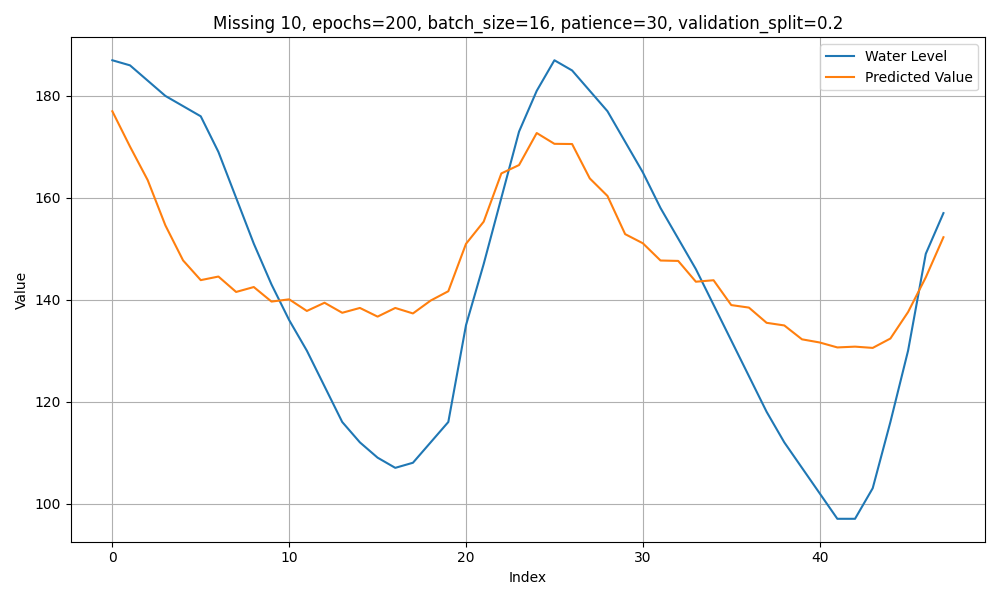 Missing 10, epochs=200, batch_size=16, patience=30, validation_split=0.2
Water Level
Predicted Value
Value
180
160
140
120
100
0
10
20
30
40
Index